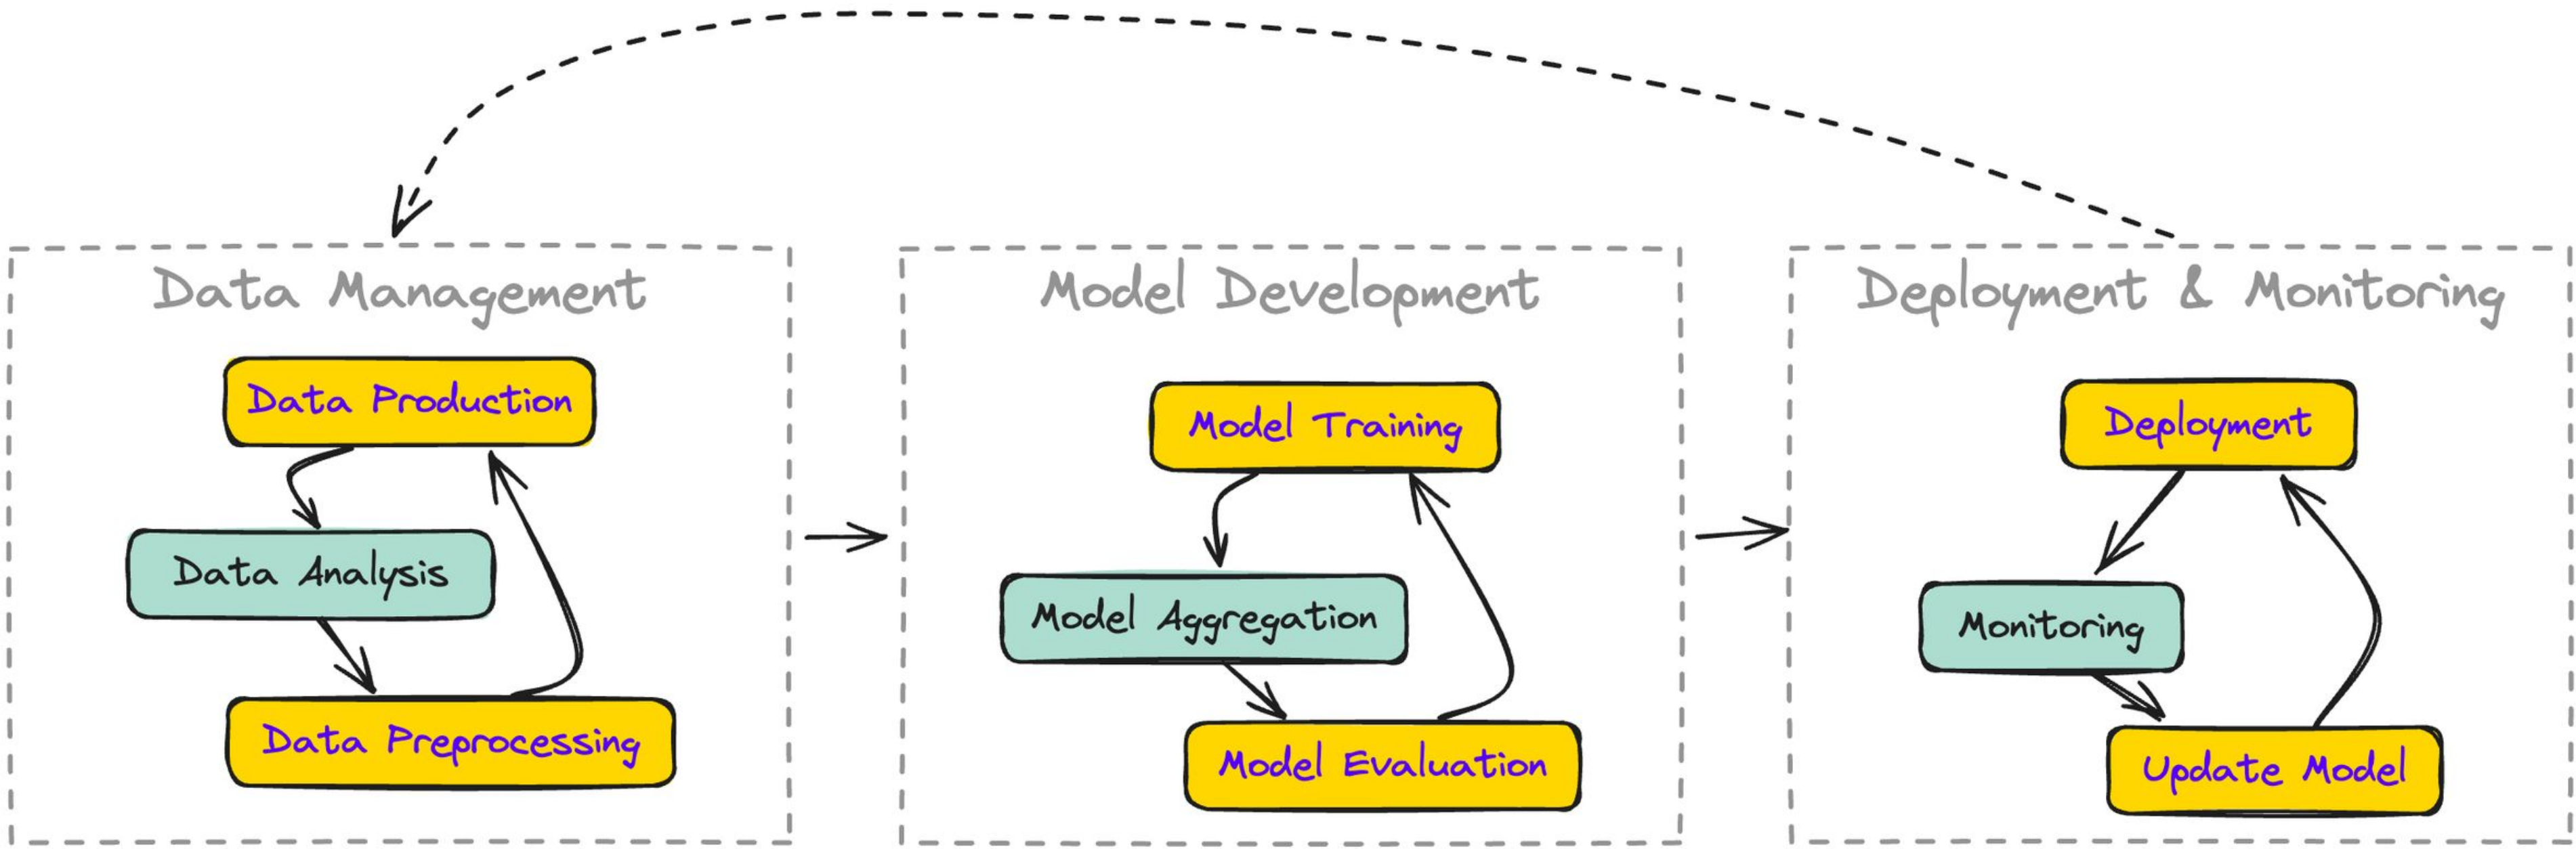 Data Management
Data Production
Data Analysis
Data Preprocessing
Model Development
Model Training
Model Aggregation
Model Evaluation
Deployment & Monitoring
Deployment
Monitoring
Update Model